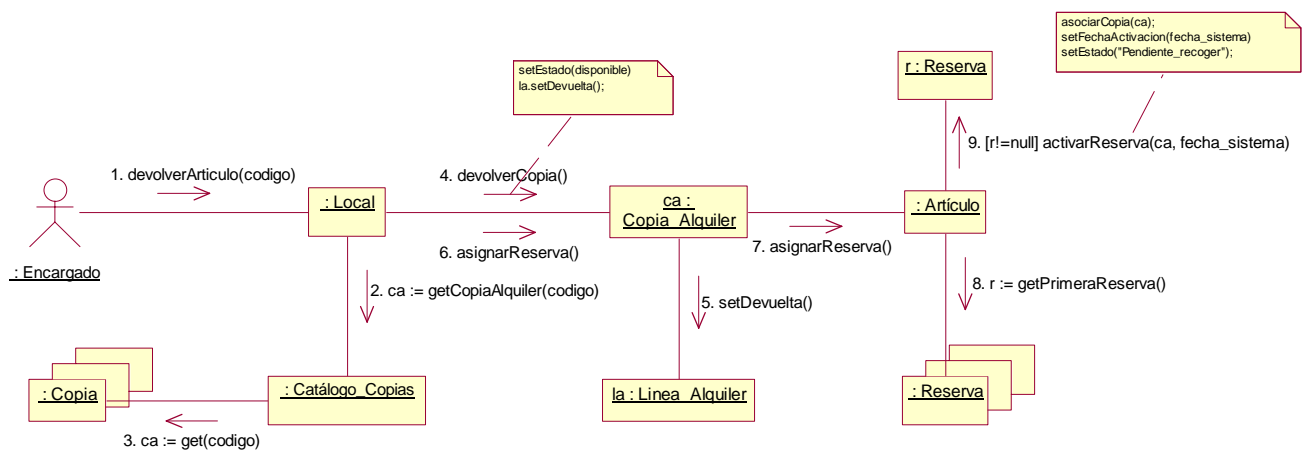 asociarCopia(ca);
setFechaActivacion(fecha_sistema)
setEstado("Pendiente_recoger");
setEstado(disponible)
la.setDevuelta();
r : Reserva
9. [r!=null] activarReserva(ca, fecha_sistema)
1. devolverArticulo(codigo)
4. devolverCopia()
: Local
ca :
Copia_Alquiler
: Artículo
6. asignarReserva()
7. asignarReserva()
: Encargado
2. ca := getCopiaAlquiler(codigo)
5. setDevuelta()
8. r := getPrimeraReserva()
: Copia
: Catálogo_Copias
la : Linea_Alquiler
: Reserva
3. ca := get(codigo)